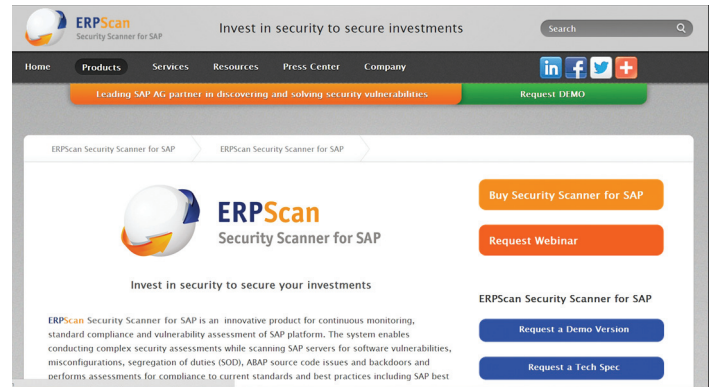 ERPScan
Security Scanner for SAP
Invest in security to secure investments
Search
Home Products Services Resources Press Center Company
in f +
Leading SAP AG partner in discovering and solving security vulnerabilities
Request DEMO
ERPScan Security Scanner for SAP ERPScan Security Scanner for SAP
ERPScan
Security Scanner for SAP
Invest in security to secure your investments
ERPScan Security Scanner for SAP is an innovative product for continuous monitoring,
standard compliance and vulnerability assessment of SAP platform. The system enables
conducting complex security assessments while scanning SAP servers for software vulnerabilities,
misconfigurations, segregation of duties (SOD), ABAP source code issues and backdoors and
performs assessments for compliance to current standards and best practices including SAP best
Buy Security Scanner for SAP
Request Webinar
ERPScan Security Scanner for SAP
Request a Demo Version
Request a Tech Spec